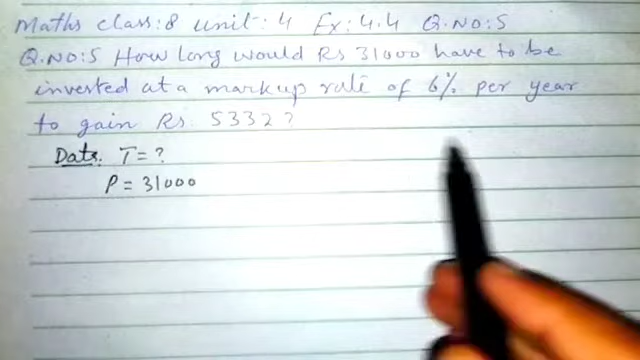 Maths class: 8 unit: 4 Ex: 4.4 Q.NO: 5
Q.NO: 5 How Long would Rs 31000 have to be
invested at a markup rate of 6% per year
to gain Rs. 5332?
Data. T = ?
P = 31000